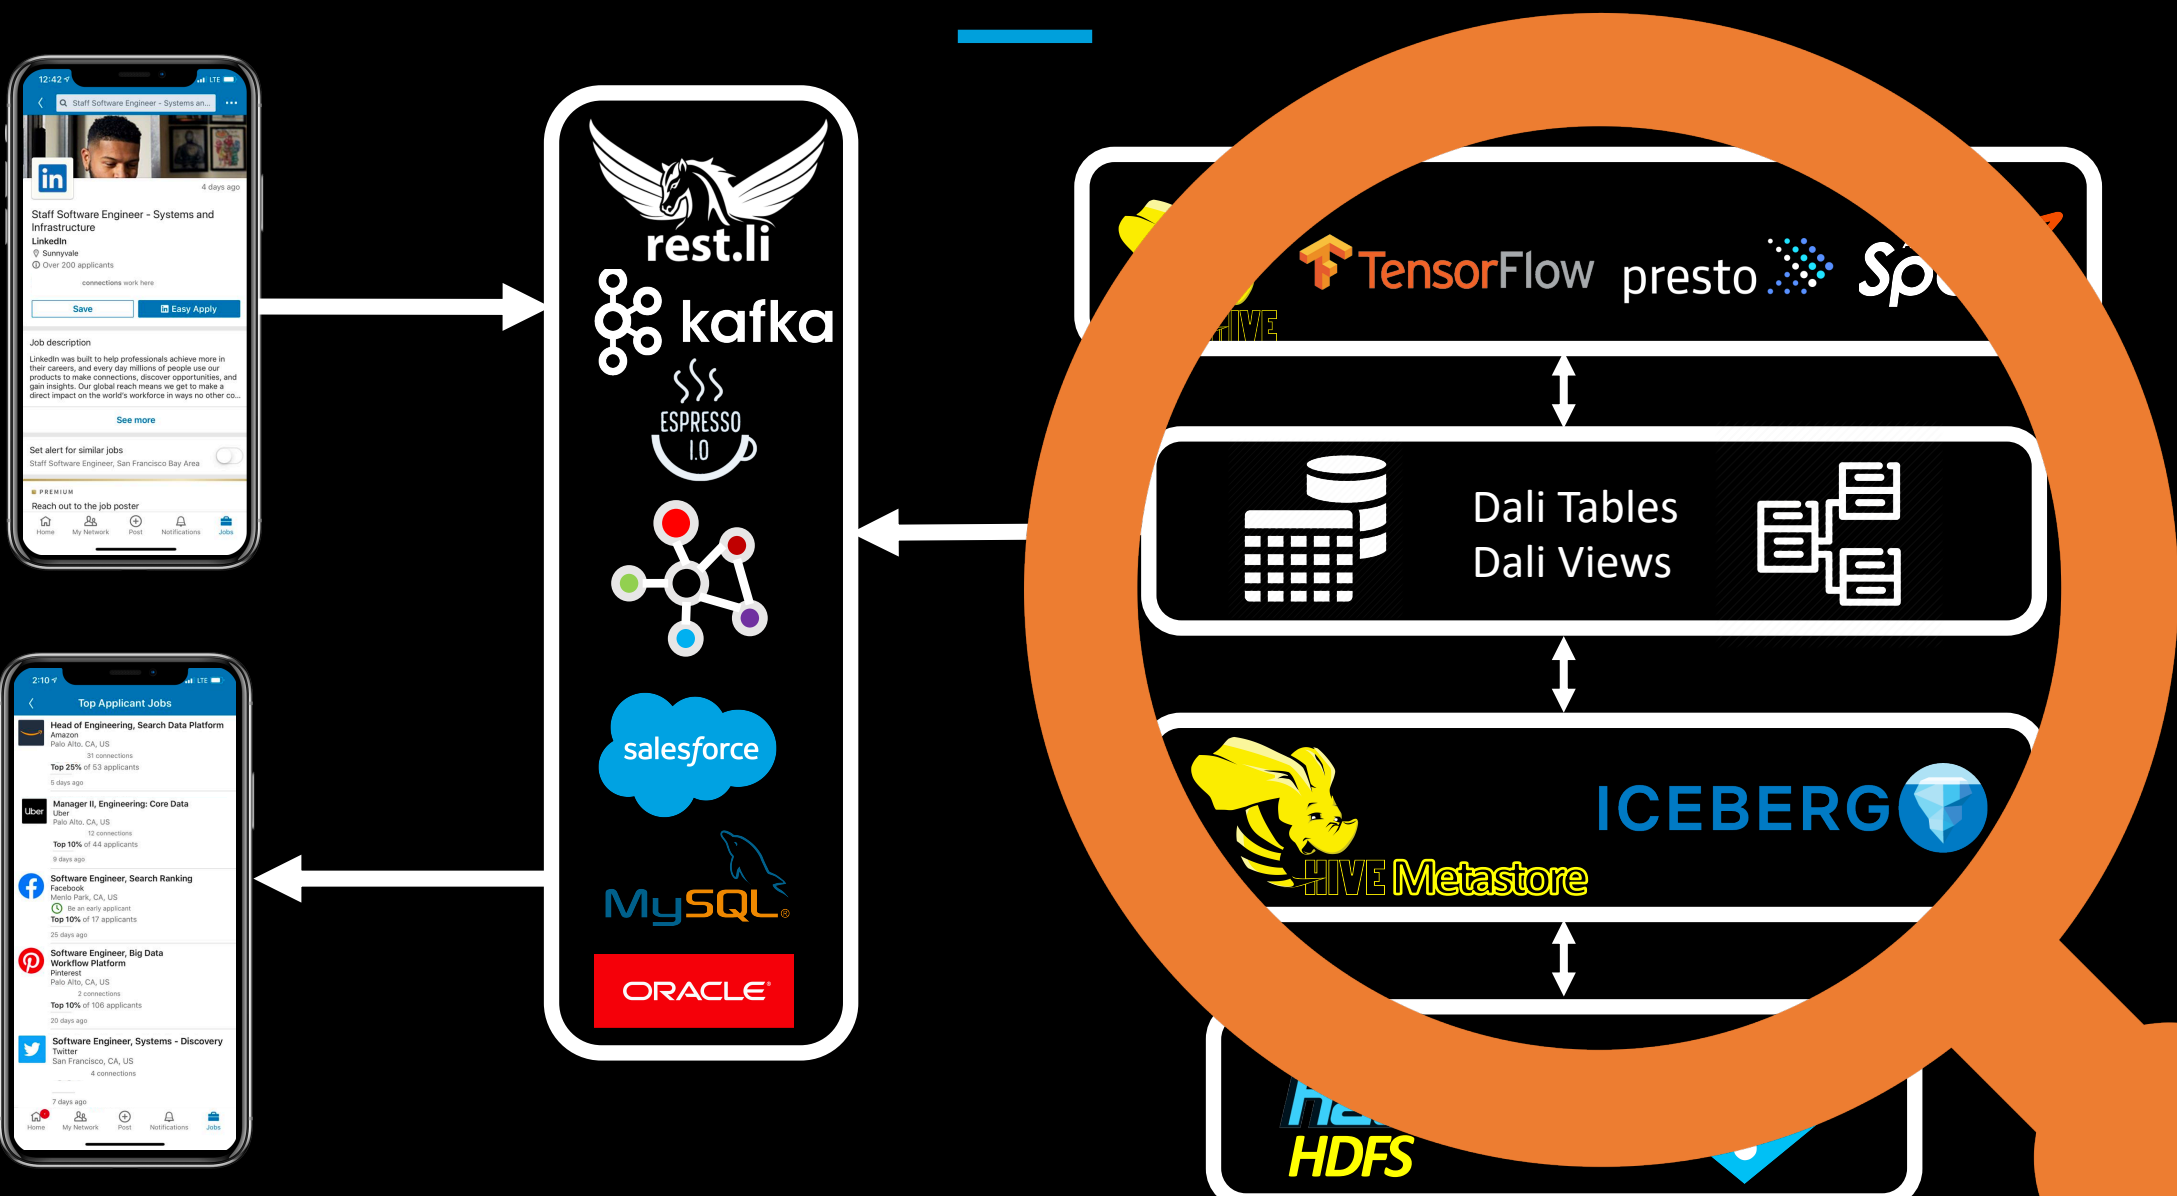 12:42
LTE
Staff Software Engineer - Systems an...
in
4 days ago
Staff Software Engineer - Systems and
Infrastructure
LinkedIn
Sunnyvale
Over 200 applicants
connections work here
Save
in Easy Apply
Job description
LinkedIn was built to help professionals achieve more in
their careers, and every day millions of people use our
products to make connections, discover opportunities, and
gain insights. Our global reach means we get to make a
direct impact on the world's workforce in ways no other co...
See more
Set alert for similar jobs
Staff Software Engineer, San Francisco Bay Area
PREMIUM
Reach out to the job poster
Home My Network Post Notifications Jobs
2:10
LTE
Top Applicant Jobs
Head of Engineering, Search Data Platform
Amazon
Palo Alto, CA, US
31 connections
Top 25% of 53 applicants
5 days ago
Uber
Manager II, Engineering: Core Data
Uber
Palo Alto, CA, US
12 connections
Top 10% of 44 applicants
9 days ago
Software Engineer, Search Ranking
Facebook
Menlo Park, CA, US
Be an early applicant
Top 10% of 17 applicants
25 days ago
Software Engineer, Big Data
Workflow Platform
Pinterest
Palo Alto, CA, US
2 connections
Top 10% of 106 applicants
20 days ago
Software Engineer, Systems - Discovery
Twitter
San Francisco, CA, US
4 connections
7 days ago
Home My Network Post Notifications Jobs
rest.li
kafka
ESPRESSO
1.0
salesforce
MySQL®
ORACLE®
HIVE
TensorFlow
presto
Dali Tables
Dali Views
HIVE Metastore
ICEBERG
HDFS